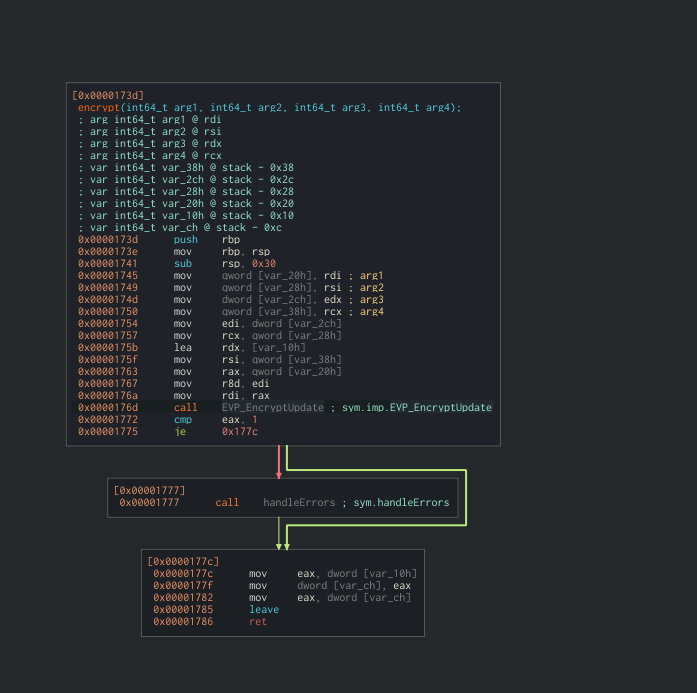 [0x0000173d]
encrypt(int64_t arg1, int64_t arg2, int64_t arg3, int64_t arg4);
; arg int64_t arg1 @ rdi
; arg int64_t arg2 @ rsi
; arg int64_t arg3 @ rdx
; arg int64_t arg4 @ rcx
; var int64_t var_38h @ stack - 0x38
; var int64_t var_2ch @ stack - 0x2c
; var int64_t var_28h @ stack - 0x28
; var int64_t var_20h @ stack - 0x20
; var int64_t var_10h @ stack - 0x10
; var int64_t var_ch @ stack - 0xc
0x0000173d push rbp
0x0000173e mov rbp, rsp
0x00001741 sub rsp, 0x30
0x00001745 mov qword [var_20h], rdi ; arg1
0x00001749 mov qword [var_28h], rsi ; arg2
0x0000174d mov dword [var_2ch], edx ; arg3
0x00001750 mov qword [var_38h], rcx ; arg4
0x00001754 mov edi, dword [var_2ch]
0x00001757 mov rcx, qword [var_28h]
0x0000175b lea rdx, [var_10h]
0x0000175f mov rsi, qword [var_38h]
0x00001763 mov rax, qword [var_20h]
0x00001767 mov r8d, edi
0x0000176a mov rdi, rax
0x0000176d call EVP_EncryptUpdate ; sym.imp.EVP_EncryptUpdate
0x00001772 cmp eax, 1
0x00001775 je 0x177c
[0x00001777]
0x00001777 call handleErrors ; sym.handleErrors
[0x0000177c]
0x0000177c mov eax, dword [var_10h]
0x0000177f mov dword [var_ch], eax
0x00001782 mov eax, dword [var_ch]
0x00001785 leave
0x00001786 ret